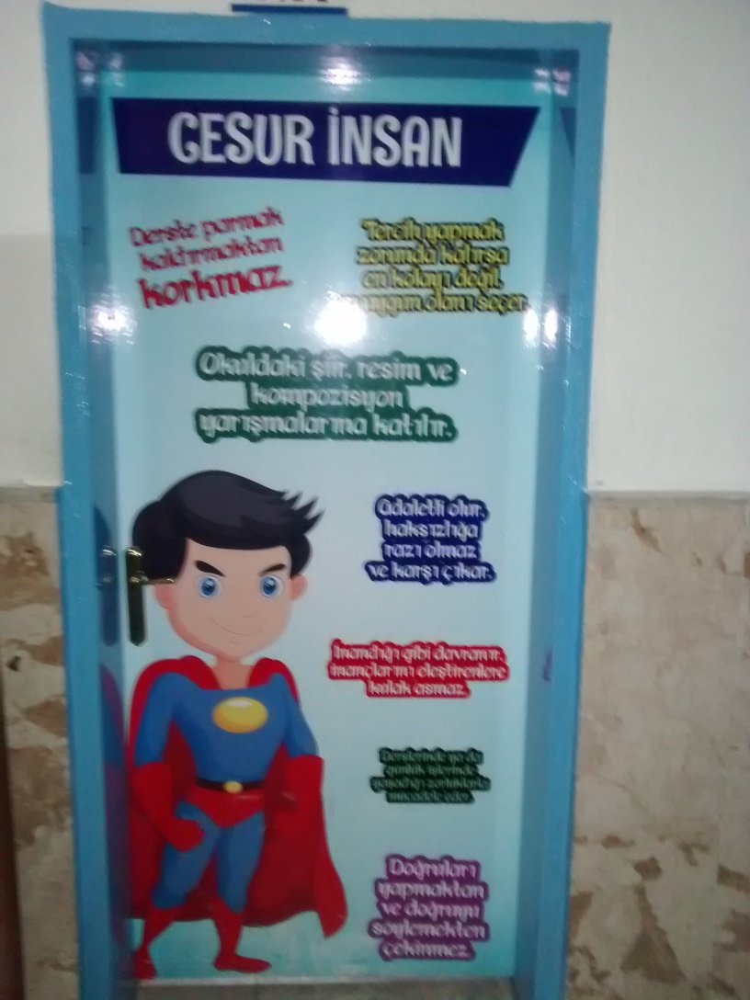 CESUR İNSAN
Derste parmak
kaldırmaktan
korkmaz.
Tercih yapmak
zorunda kalırsa
en kolayı değil,
uygun olanı seçer.
Okuldaki şiir, resim ve
kompozisyon
yarışmalarına katılır.
Adaletli olur,
haksızlığa
razı olmaz
ve karşı çıkar.
İnandığı gibi davranır,
inançlarını eleştirenlere
kulak asmaz.
Derslerinde ya da
günlük işlerinde
yaşadığı zorluklarla
mücadele eder.
Doğruları
yapmaktan
ve doğruyu
söylemekten
çekinmez.